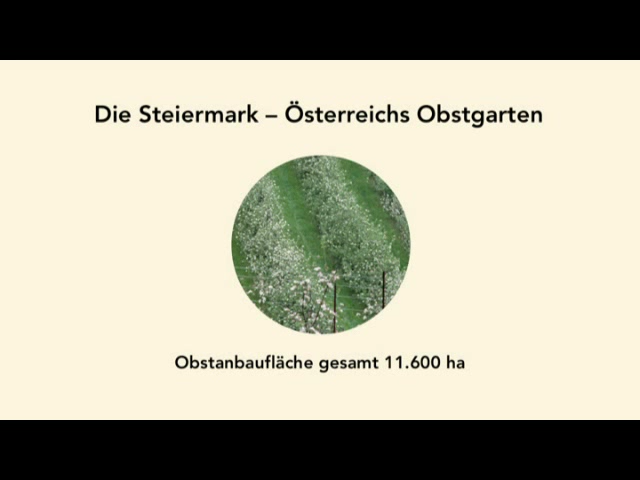 Die Steiermark – Österreichs Obstgarten
Obstanbaufläche gesamt 11.600 ha